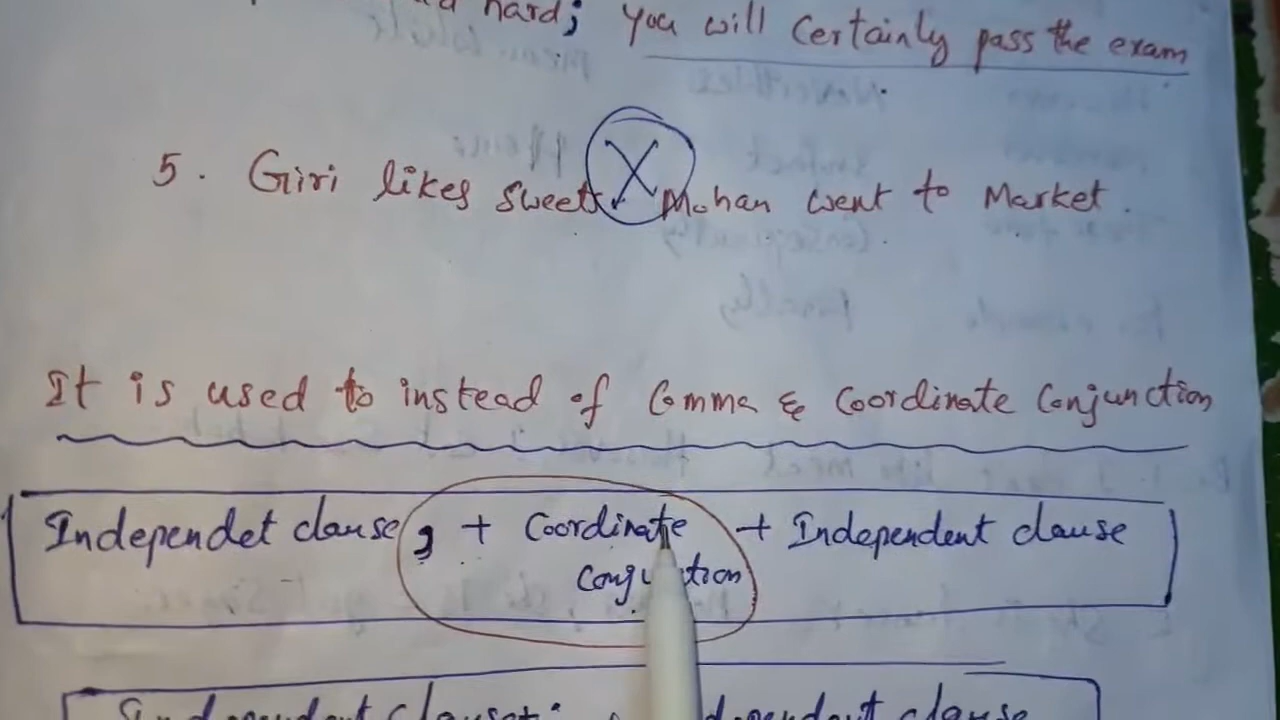 hard; you will certainly pass the exam
5. Giri likes sweets. X Mohan went to Market.
It is used to instead of Comma & Coordinate Conjunction
Independet clause, + Coordinate + Independent clause
Conjunction